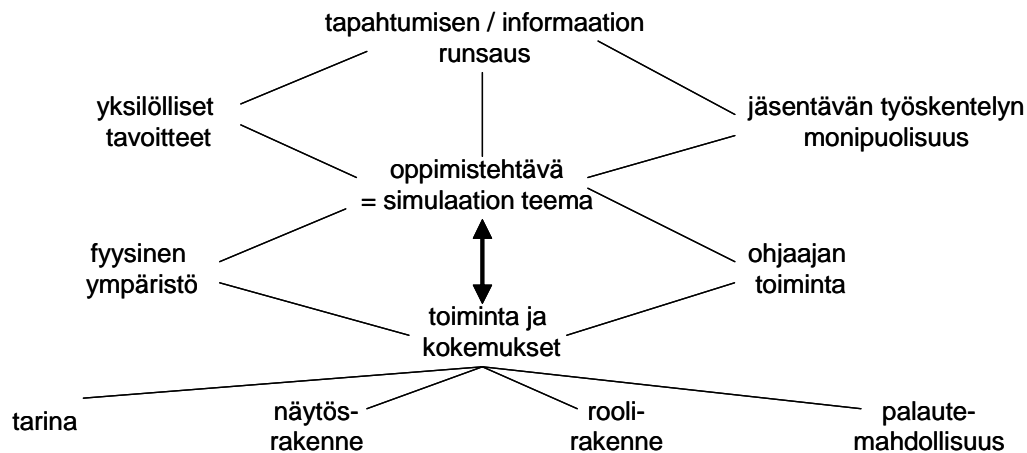 tapahtumisen / informaation
runsaus
yksilölliset
tavoitteet
jäsentävän työskentelyn
monipuolisuus
oppimistehtävä
= simulaation teema
fyysinen
ympäristö
ohjaajan
toiminta
toiminta ja
kokemukset
tarina
näytös-
rakenne
rooli-
rakenne
palaute-
mahdollisuus